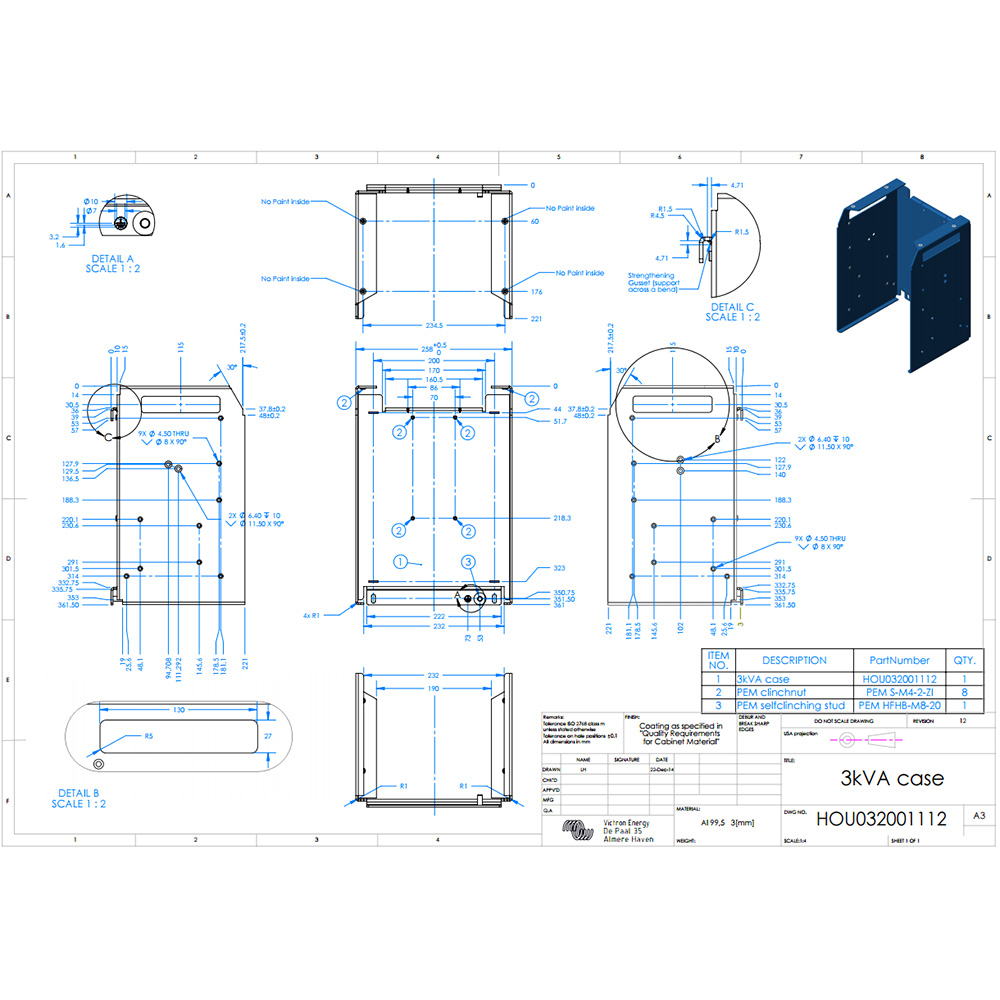 1 2 3 4 5 6 7 8
A
B
C
D
E
F
Ø10
Ø7
3.2
1.6
DETAIL A
SCALE 1 : 2
No Paint inside
No Paint inside
No Paint inside
No Paint inside
0
60
176
221
234.5
4.71
R1.5
R4.5
R1.5
4.71
Strengthening
Gusset (support
across a bend)
DETAIL C
SCALE 1 : 2
0
10
15
115
217.5±0.2
30°
0
14
30.5
36
39
53
57
37.8±0.2
48±0.2
C
9X Ø 4.50 THRU
Ø 8 X 90°
127.9
129.5
136.5
188.3
2X Ø 6.40 ↧ 10
Ø 11.50 X 90°
220.1
230.6
291
301.5
314
332.75
335.75
353
361.50
19
25.6
48.1
94.708
111.292
145.6
178.5
181.1
221
258 +0.5 0
200
170
160.5
86
70
2
2
2
2
2
2
1
3
A
44
51.7
218.3
323
350.75
351.50
361
4x R1
222
232
73
53
217.5±0.2
115
15
10
0
30°
37.8±0.2
48±0.2
B
0
14
30.5
36
39
53
57
2X Ø 6.40 ↧ 10
Ø 11.50 X 90°
122
127.9
140
188.3
220.1
230.6
9X Ø 4.50 THRU
Ø 8 X 90°
291
301.5
314
332.75
335.75
353
361.50
221
181.1
178.5
145.6
102
48.1
25.6
19
3
130
R5
27
DETAIL B
SCALE 1 : 2
232
190
R1
R1
ITEM NO. DESCRIPTION PartNumber QTY.
1 3kVA case HOU032001112 1
2 PEM clinchnut PEM S-M4-2-ZI 8
3 PEM selfclinching stud PEM HFHB-M8-20 1
Remarks:
Tolerance ISO 2768 class m
unless stated otherwise
Tolerance on hole positions ±0,1
All dimensions in mm
FINISH:
Coating as specified in
"Quality Requirements
for Cabinet Material"
DEBUR AND
BREAK SHARP
EDGES
DO NOT SCALE DRAWING
REVISION 12
USA projection
NAME SIGNATURE DATE
DRAWN LH 23-Dec-14
CHK'D
APPV'D
MFG
Q.A
TITLE:
3kVA case
Victron Energy
De Paal 35
Almere Haven
MATERIAL:
Al 99,5 3[mm]
WEIGHT:
DWG NO.
HOU032001112
A3
SCALE:1:4
SHEET 1 OF 1
1 2 3 4
A
B
C
D